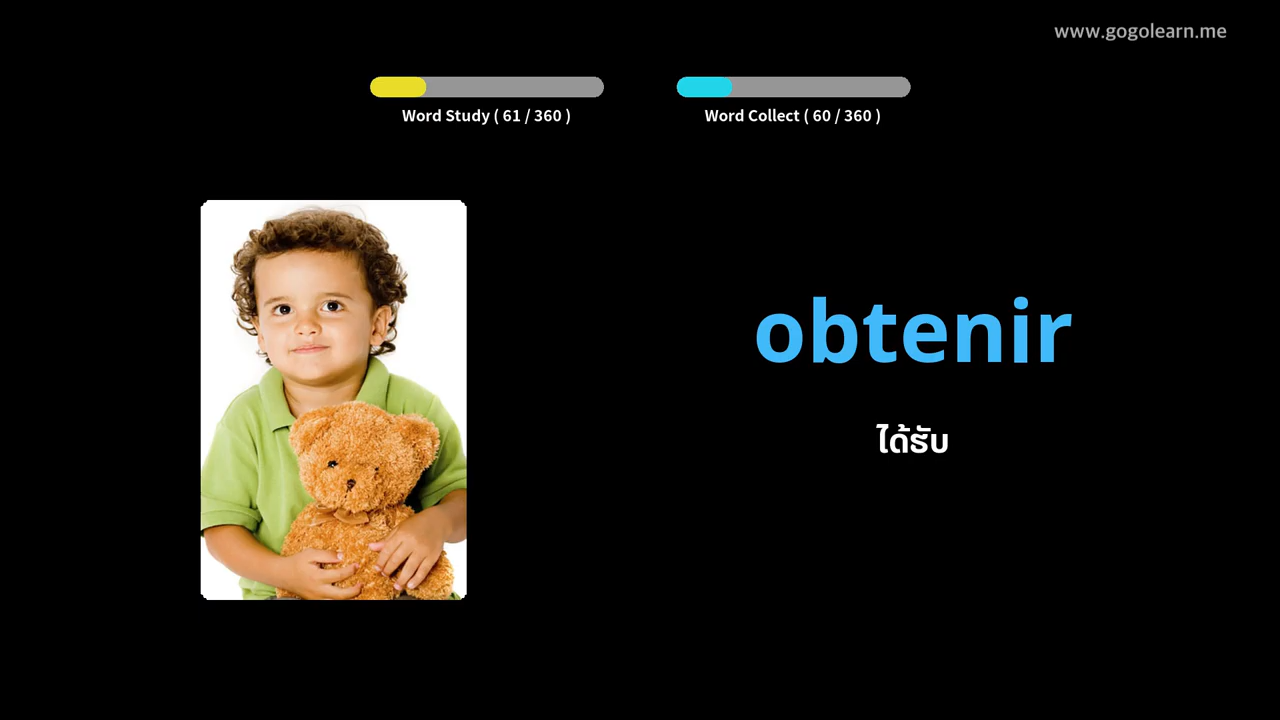 www.gogolearn.me
Word Study ( 61 / 360 )
Word Collect ( 60 / 360 )
obtenir
ได้รับ